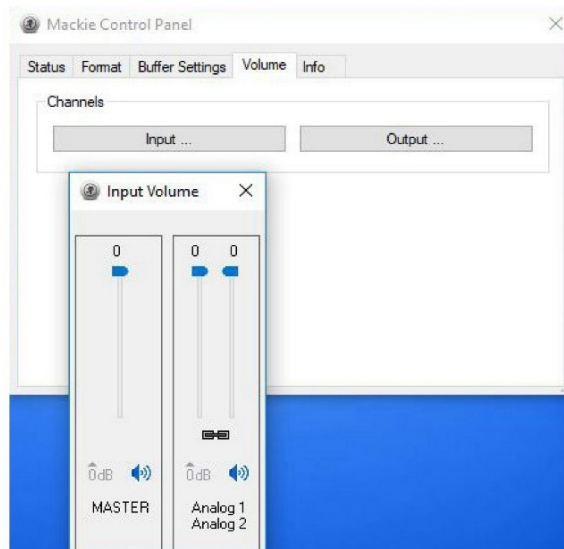 Mackie Control Panel
Status Format Buffer Settings Volume Info
Channels
Input ... Output ...
Input Volume
0 0 0
0dB 0dB
MASTER Analog 1
Analog 2